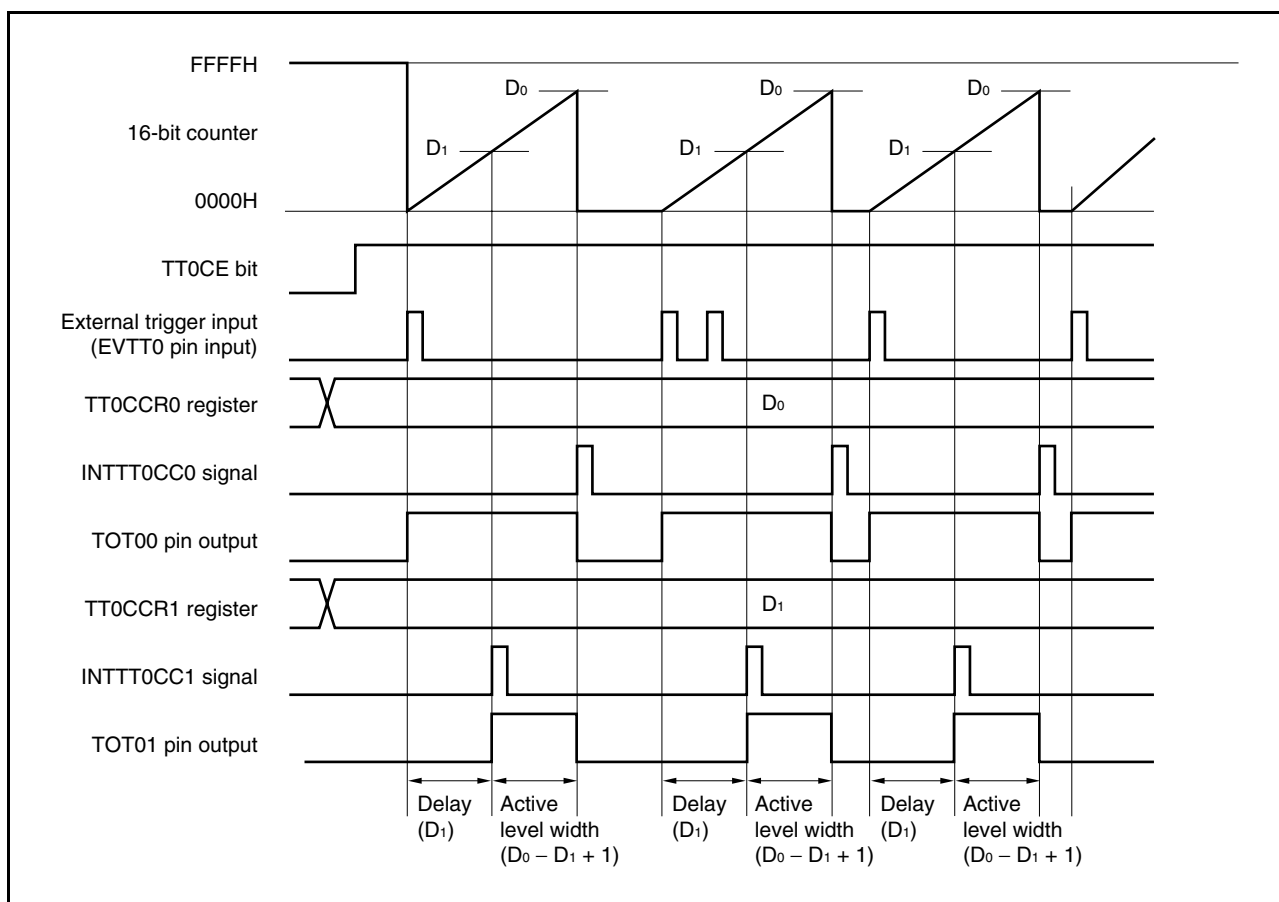 FFFFH
D0 D0 D0
16-bit counter
D1 D1 D1
0000H
TT0CE bit
External trigger input
(EVTT0 pin input)
TT0CCR0 register
D0
INTTT0CC0 signal
TOT00 pin output
TT0CCR1 register
D1
INTTT0CC1 signal
TOT01 pin output
Delay
(D1)
Active
level width
(D0 – D1 + 1)
Delay
(D1)
Active
level width
(D0 – D1 + 1)
Delay
(D1)
Active
level width
(D0 – D1 + 1)